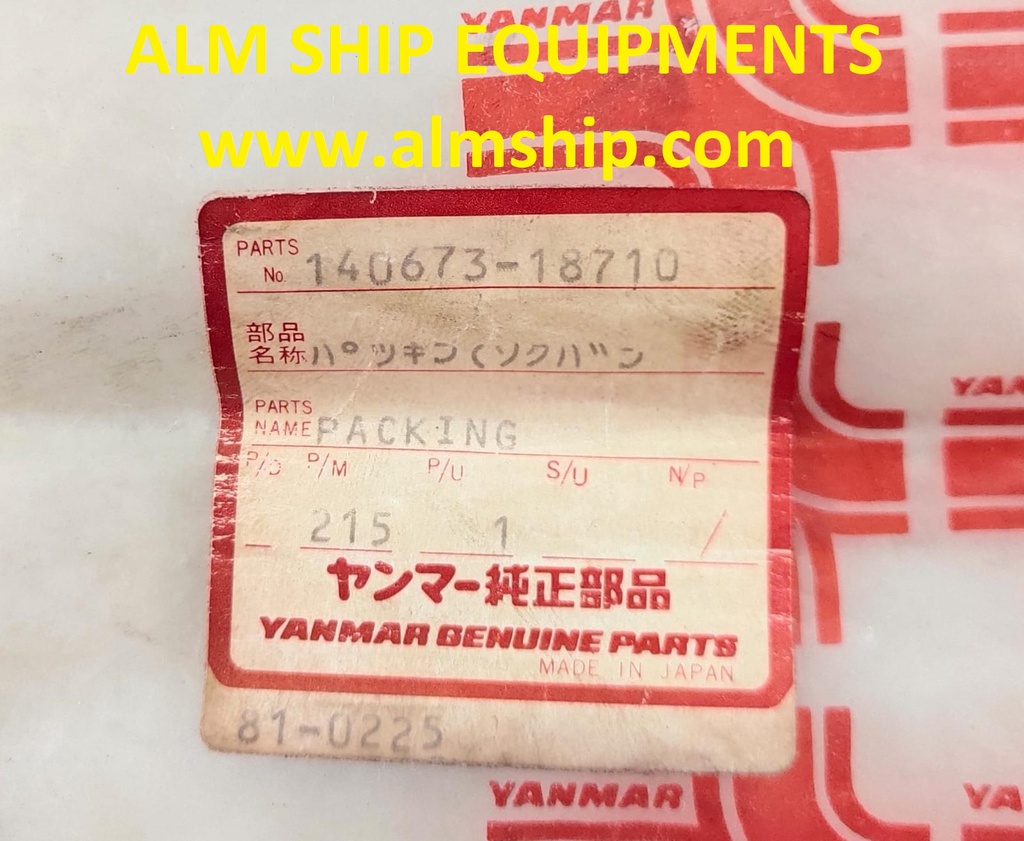 YANMAR
ALM SHIP EQUIPMENTS
www.almship.com
PARTS
No. 140673-18710
部品
名称 パツキン(ソクバン
YANMAR
PARTS
NAME PACKING
P/O P/M P/U S/U N/P
215 1 /
ヤンマー純正部品
YANMAR GENUINE PARTS
MADE IN JAPAN
81-0225
YANMAR
YA